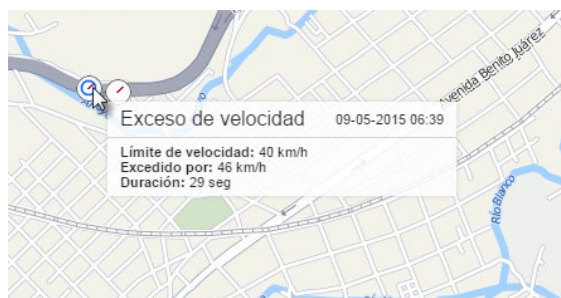 Avenida Benito Juárez
Exceso de velocidad 09-05-2015 06:39
Límite de velocidad: 40 km/h
Excedido por: 46 km/h
Duración: 29 seg
Río Blanco